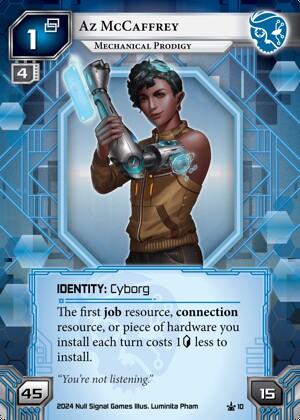 1
Az McCaffrey
Mechanical Prodigy
4
IDENTITY: Cyborg
The first job resource, connection
resource, or piece of hardware you
install each turn costs 1 less to
install.
“You’re not listening.”
45
2024 Null Signal Games Illus. Luminita Pham
10
15